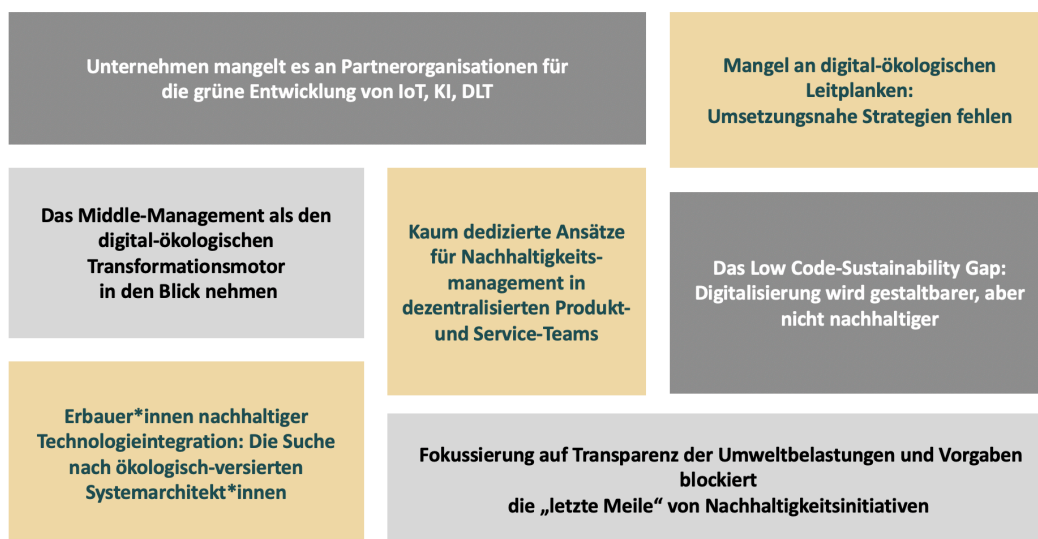 Unternehmen mangelt es an Partnerorganisationen für
die grüne Entwicklung von IoT, KI, DLT
Mangel an digital-ökologischen
Leitplanken:
Umsetzungsnahe Strategien fehlen
Das Middle-Management als den
digital-ökologischen
Transformationsmotor
in den Blick nehmen
Kaum dedizierte Ansätze
für Nachhaltigkeits-
management in
dezentralisierten Produkt-
und Service-Teams
Das Low Code-Sustainability Gap:
Digitalisierung wird gestaltbarer, aber
nicht nachhaltiger
Erbauer*innen nachhaltiger
Technologieintegration: Die Suche
nach ökologisch-versierten
Systemarchitekt*innen
Fokussierung auf Transparenz der Umweltbelastungen und Vorgaben
blockiert
die „letzte Meile“ von Nachhaltigkeitsinitiativen